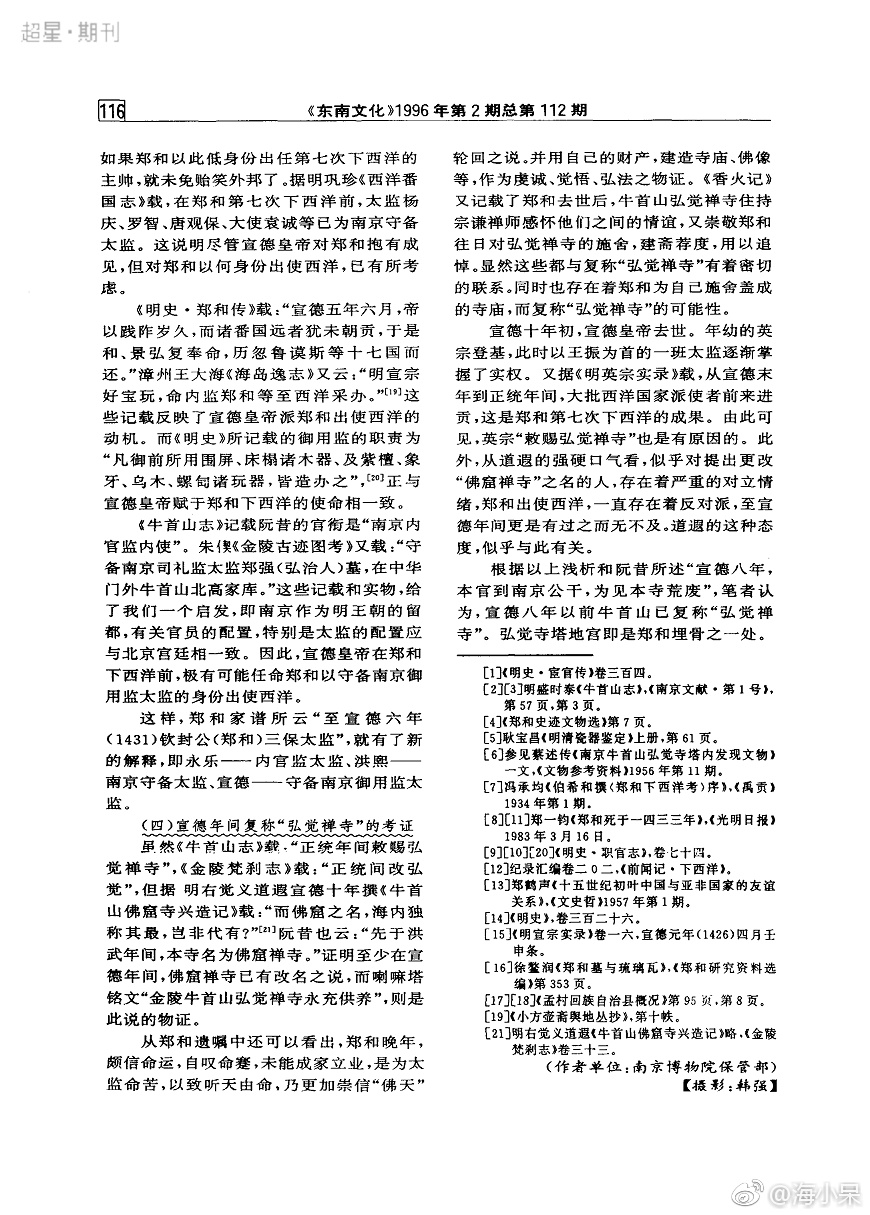 超星·期刊
116
《东南文化》1996年第2期总第112期
如果郑和以此低身份出任第七次下西洋的
主帅,就未免贻笑外邦了。据明巩珍《西洋番
国志》载,在郑和第七次下西洋前,太监杨
庆、罗智、唐观保、大使袁诚等已为南京守备
太监。这说明尽管宣德皇帝对郑和抱有成
见,但对郑和以何身份出使西洋,已有所考
虑。
《明史·郑和传》载:“宣德五年六月,帝
以践阼岁久,而诸番国远者犹未朝贡,于是
和、景弘复奉命,历忽鲁谟斯等十七国而
还。”漳州王大海《海岛逸志》又云:“明宣宗
好宝玩,命内监郑和等至西洋采办。”[19]这
些记载反映了宣德皇帝派郑和出使西洋的
动机。而《明史》所记载的御用监的职责为
“凡御前所用围屏、床榻诸木器、及紫檀、象
牙、乌木、螺甸诸玩器,皆造办之”,[20]正与
宣德皇帝赋于郑和下西洋的使命相一致。
《牛首山志》记载阮昔的官衔是“南京内
官监内使”。朱偰《金陵古迹图考》又载:“守
备南京司礼监太监郑强(弘治人)墓,在中华
门外牛首山北高家库。”这些记载和实物,给
了我们一个启发,即南京作为明王朝的留
都,有关官员的配置,特别是太监的配置应
与北京宫廷相一致。因此,宣德皇帝在郑和
下西洋前,极有可能任命郑和以守备南京御
用监太监的身份出使西洋。
这样,郑和家谱所云“至宣德六年
(1431)钦封公(郑和)三保太监”,就有了新
的解释,即永乐——内官监太监、洪熙——
南京守备太监、宣德——守备南京御用监太
监。
(四)宣德年间复称“弘觉禅寺”的考证
虽然《牛首山志》载:“正统年间敕赐弘
觉禅寺”,《金陵梵刹志》载:“正统间改弘
觉”,但据 明右觉义道遐宣德十年撰《牛首
山佛窟寺兴造记》载:“而佛窟之名,海内独
称其最,岂非代有?”[21]阮昔也云:“先于洪
武年间,本寺名为佛窟禅寺。”证明至少在宣
德年间,佛窟禅寺已有改名之说,而喇嘛塔
铭文“金陵牛首山弘觉禅寺永充供养”,则是
此说的物证。
从郑和遗嘱中还可以看出,郑和晚年,
颇信命运,自叹命蹇,未能成家立业,是为太
监命苦,以致听天由命,乃更加崇信“佛天”
轮回之说。并用自己的财产,建造寺庙、佛像
等,作为虔诚、觉悟、弘法之物证。《香火记》
又记载了郑和去世后,牛首山弘觉禅寺住持
宗谦禅师感怀他们之间的情谊,又崇敬郑和
往日对弘觉禅寺的施舍,建斋荐度,用以追
悼。显然这些都与复称“弘觉禅寺”有着密切
的联系。同时也存在着郑和为自己施舍盖成
的寺庙,而复称“弘觉禅寺”的可能性。
宣德十年初,宣德皇帝去世。年幼的英
宗登基,此时以王振为首的一班太监逐渐掌
握了实权。又据《明英宗实录》载,从宣德末
年到正统年间,大批西洋国家派使者前来进
贡,这是郑和第七次下西洋的成果。由此可
见,英宗“敕赐弘觉禅寺”也是有原因的。此
外,从道遐的强硬口气看,似乎对提出更改
“佛窟禅寺”之名的人,存在着严重的对立情
绪,郑和出使西洋,一直存在着反对派,至宣
德年间更是有过之而无不及。道遐的这种态
度,似乎与此有关。
根据以上浅析和阮昔所述“宣德八年,
本官到南京公干,为见本寺荒废”,笔者认
为,宣德八年以前牛首山已复称“弘觉禅
寺”。弘觉寺塔地宫即是郑和埋骨之一处。
[1]《明史·宦官传》卷三百四。
[2][3]明盛时泰《牛首山志》,《南京文献·第1号》,
第57页,第3页。
[4]《郑和史迹文物选》第7页。
[5]耿宝昌《明清瓷器鉴定》上册,第61页。
[6]参见蔡述传《南京牛首山弘觉寺塔内发现文物》
一文,《文物参考资料》1956年第11期。
[7]冯承均《伯希和撰〈郑和下西洋考〉序》,《禹贡》
1934年第1期。
[8][11]郑一钧《郑和死于一四三三年》,《光明日报》
1983年3月16日。
[9][10][20]《明史·职官志》,卷七十四。
[12]纪录汇编卷二0二,《前闻记·下西洋》。
[13]郑鹤声《十五世纪初叶中国与亚非国家的友谊
关系》,《文史哲》1957年第1期。
[14]《明史》,卷三百二十六。
[15]《明宣宗实录》卷一六,宣德元年(1426)四月壬
申条。
[16]徐鳌润《郑和墓与琉璃瓦》,《郑和研究资料选
编》第353页。
[17][18]《孟村回族自治县概况》第95页,第8页。
[19]《小方壶斋舆地丛抄》,第十帙。
[21]明右觉义道遐《牛首山佛窟寺兴造记》略,《金陵
梵刹志》卷三十三。
(作者单位:南京博物院保管部)
【摄影:韩强】
@海小呆